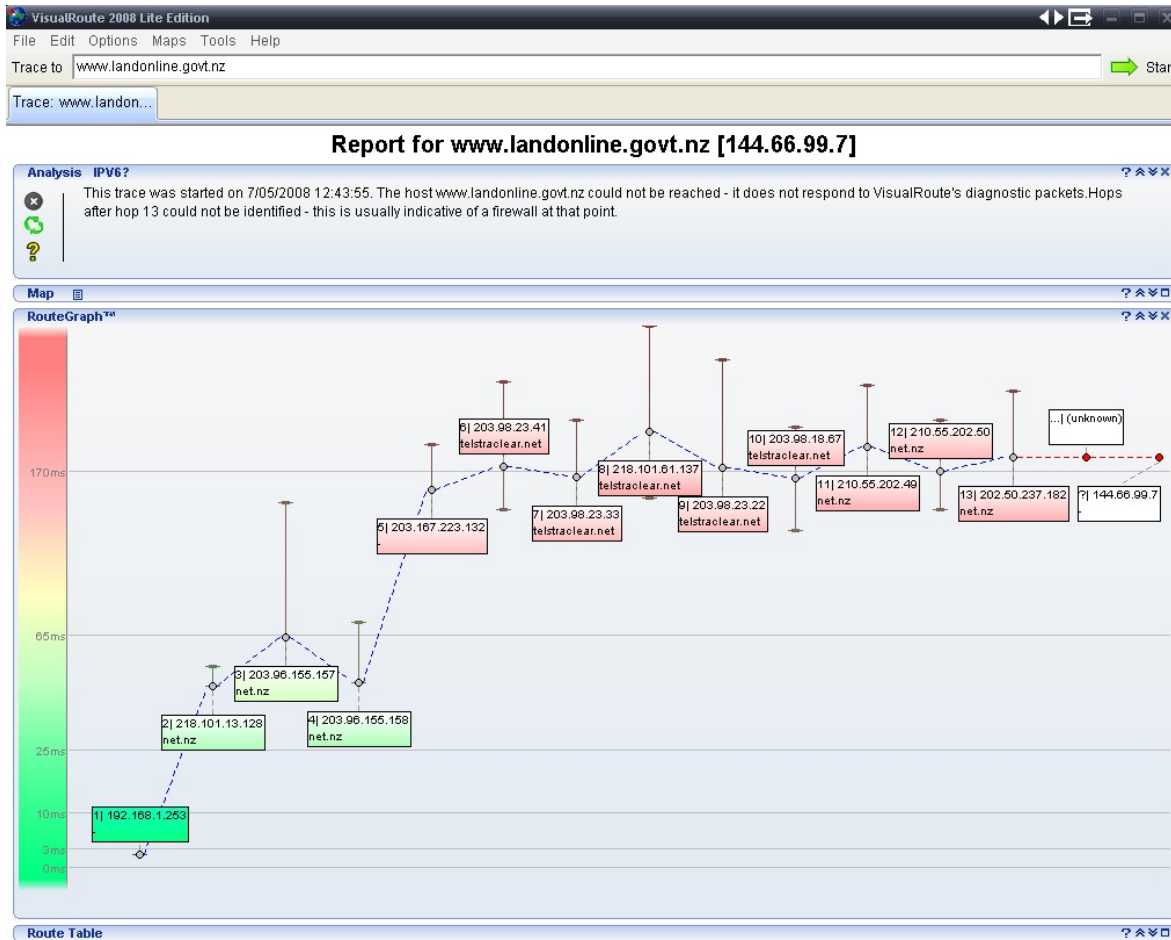 VisualRoute 2008 Lite Edition
File Edit Options Maps Tools Help
Trace to www.landonline.govt.nz Star
Trace: www.landon...
Report for www.landonline.govt.nz [144.66.99.7]
Analysis IPV6?
This trace was started on 7/05/2008 12:43:55. The host www.landonline.govt.nz could not be reached - it does not respond to VisualRoute's diagnostic packets.Hops
after hop 13 could not be identified - this is usually indicative of a firewall at that point.
Map
RouteGraph™
170ms
65ms
25ms
10ms
3ms
0ms
1| 192.168.1.253
-
2| 218.101.13.128
net.nz
3| 203.96.155.157
net.nz
4| 203.96.155.158
net.nz
5| 203.167.223.132
-
6| 203.98.23.41
telstraclear.net
7| 203.98.23.33
telstraclear.net
8| 218.101.61.137
telstraclear.net
9| 203.98.23.22
telstraclear.net
10| 203.98.18.67
telstraclear.net
11| 210.55.202.49
net.nz
12| 210.55.202.50
net.nz
13| 202.50.237.182
net.nz
...| (unknown)
?| 144.66.99.7
-
Route Table